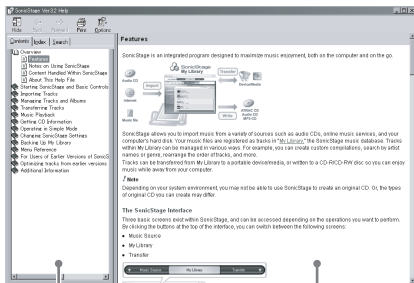 SonicStage Ver3.2 Help
Hide
Back
Forward
Print
Options
Contents
Index
Search
Overview
Features
Notes on Using SonicStage
Content Handled Within SonicStage
About This Help File
Starting SonicStage and Basic Controls
Importing Tracks
Managing Tracks and Albums
Transferring Tracks
Music Playback
Getting CD Information
Operating in Simple Mode
Changing SonicStage Settings
Backing Up My Library
Menu Reference
For Users of Earlier Versions of SonicS
Optimizing tracks from earlier versions
Additional Information
Features
SonicStage is an integrated program designed to maximize music enjoyment, both on the computer and on the go.
SonicStage
My Library
Audio CD
Import
Internet
Music file
Transfer
Device/Media
Write
Audio CD
ATRAC CD
MP3 CD
SonicStage allows you to import music from a variety of sources such as audio CDs, online music services, and your
computer's hard disk. Your music files are registered as tracks in "My Library," the SonicStage music database. Tracks
within My Library can be managed in various ways. For example, you can create custom compilations, search by artist
names or genre, rearrange the order of tracks, and more.
Tracks can be transferred from My Library to a portable device/media, or written to a CD-R/CD-RW disc so you can enjoy
music while away from your computer.
Note
Depending on your system environment, you may not be able to use SonicStage to create an original CD. Or, the types
of original CD you can create may differ.
The SonicStage Interface
Three basic screens exist within SonicStage, and can be accessed depending on the operations you want to perform.
By clicking the buttons at the top of the interface, you can switch between the following screens:
• Music Source
• My Library
• Transfer
Music Source
My Library
Transfer